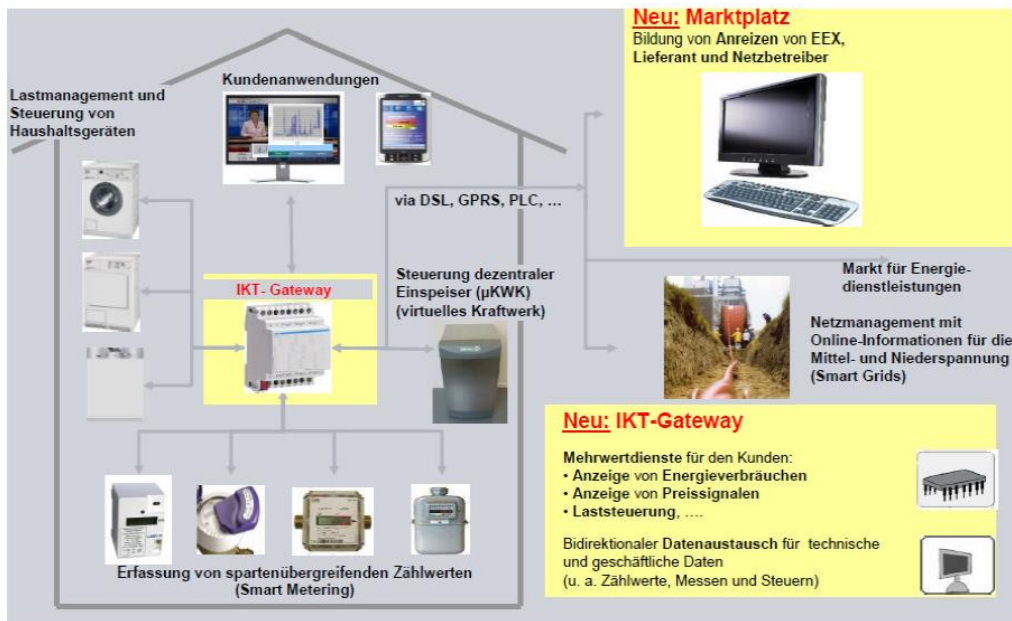 Neu: Marktplatz
Bildung von Anreizen von EEX,
Lieferant und Netzbetreiber
Kundenanwendungen
Lastmanagement und
Steuerung von
Haushaltsgeräten
via DSL, GPRS, PLC, ...
IKT- Gateway
Steuerung dezentraler
Einspeiser (µKWK)
(virtuelles Kraftwerk)
Markt für Energie-
dienstleistungen
Netzmanagement mit
Online-Informationen für die
Mittel- und Niederspannung
(Smart Grids)
Neu: IKT-Gateway
Mehrwertdienste für den Kunden:
• Anzeige von Energieverbräuchen
• Anzeige von Preissignalen
• Laststeuerung, ....
Bidirektionaler Datenaustausch für technische
und geschäftliche Daten
(u. a. Zählwerte, Messen und Steuern)
Erfassung von spartenübergreifenden Zählwerten
(Smart Metering)